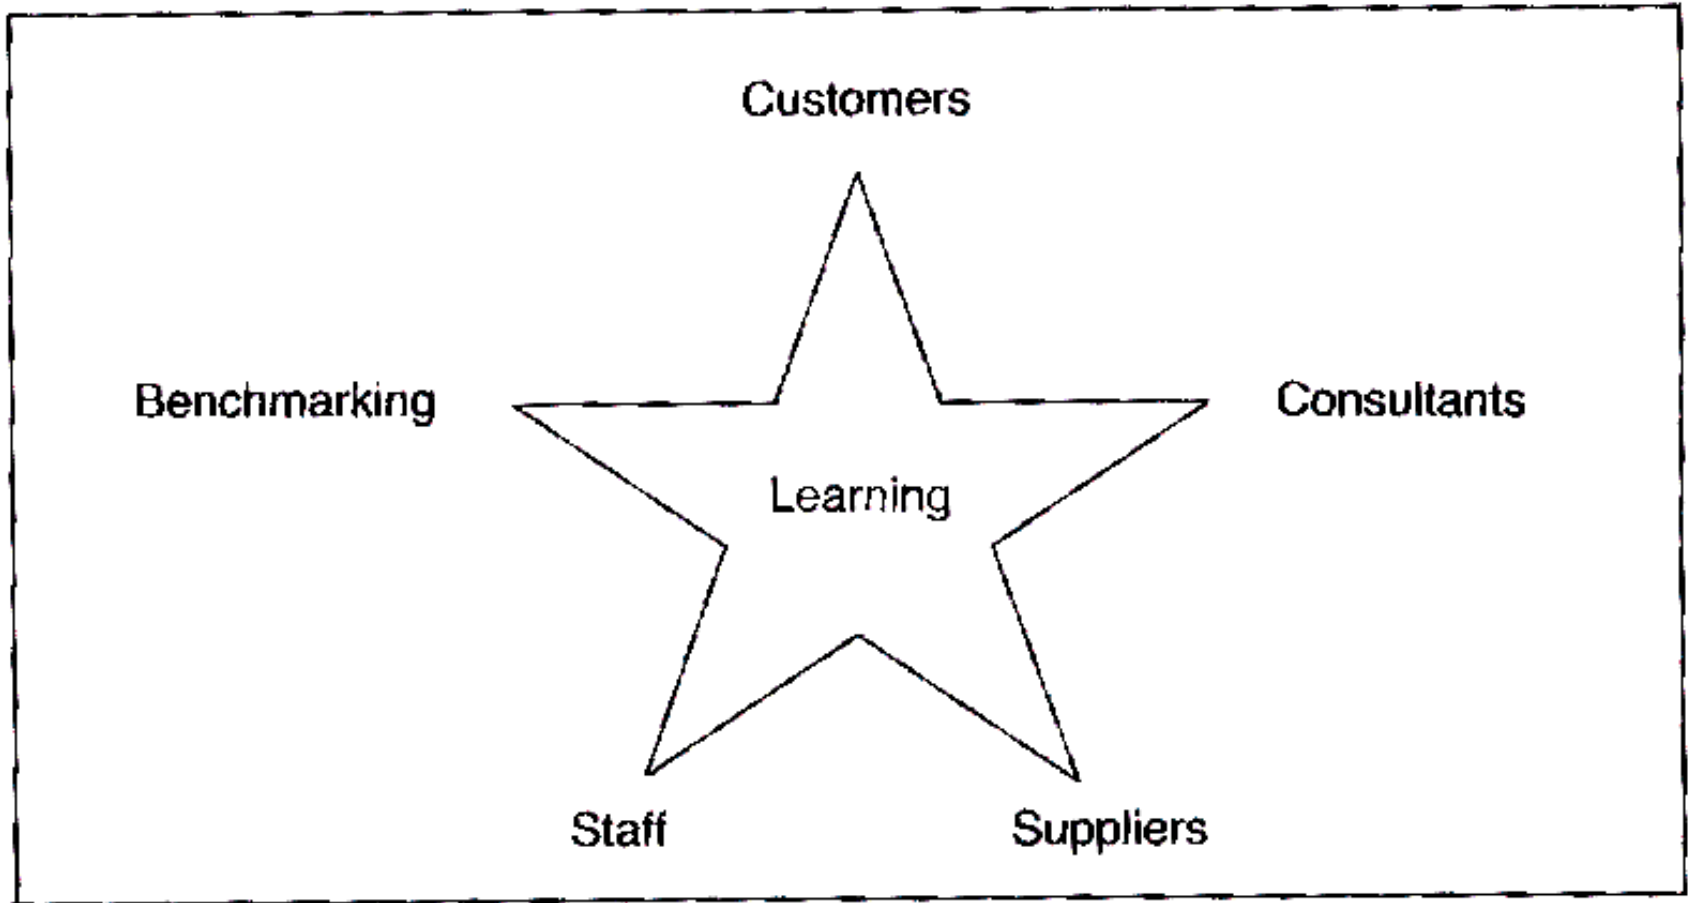 Customers
Benchmarking
Consultants
Learning
Staff
Suppliers